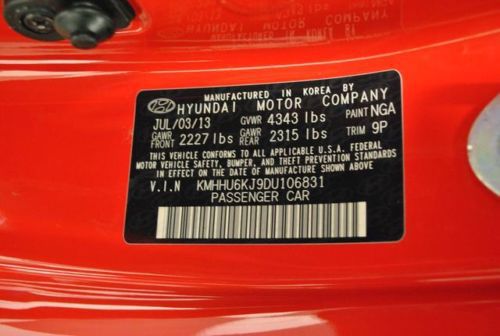 MANUFACTURED IN KOREA BY
HYUNDAI MOTOR COMPANY
JUL/03/13 GVWR 4343 lbs PAINT NGA
GAWR FRONT 2227 lbs GAWR REAR 2315 lbs TRIM 9P
THIS VEHICLE CONFORMS TO ALL APPLICABLE U.S.A. FEDERAL
MOTOR VEHICLE SAFETY, BUMPER, AND THEFT PREVENTION
STANDARDS IN EFFECT ON THE DATE OF MANUFACTURE SHOWN ABOVE
V.I.N KMHHU6KJ9DU106831
PASSENGER CAR